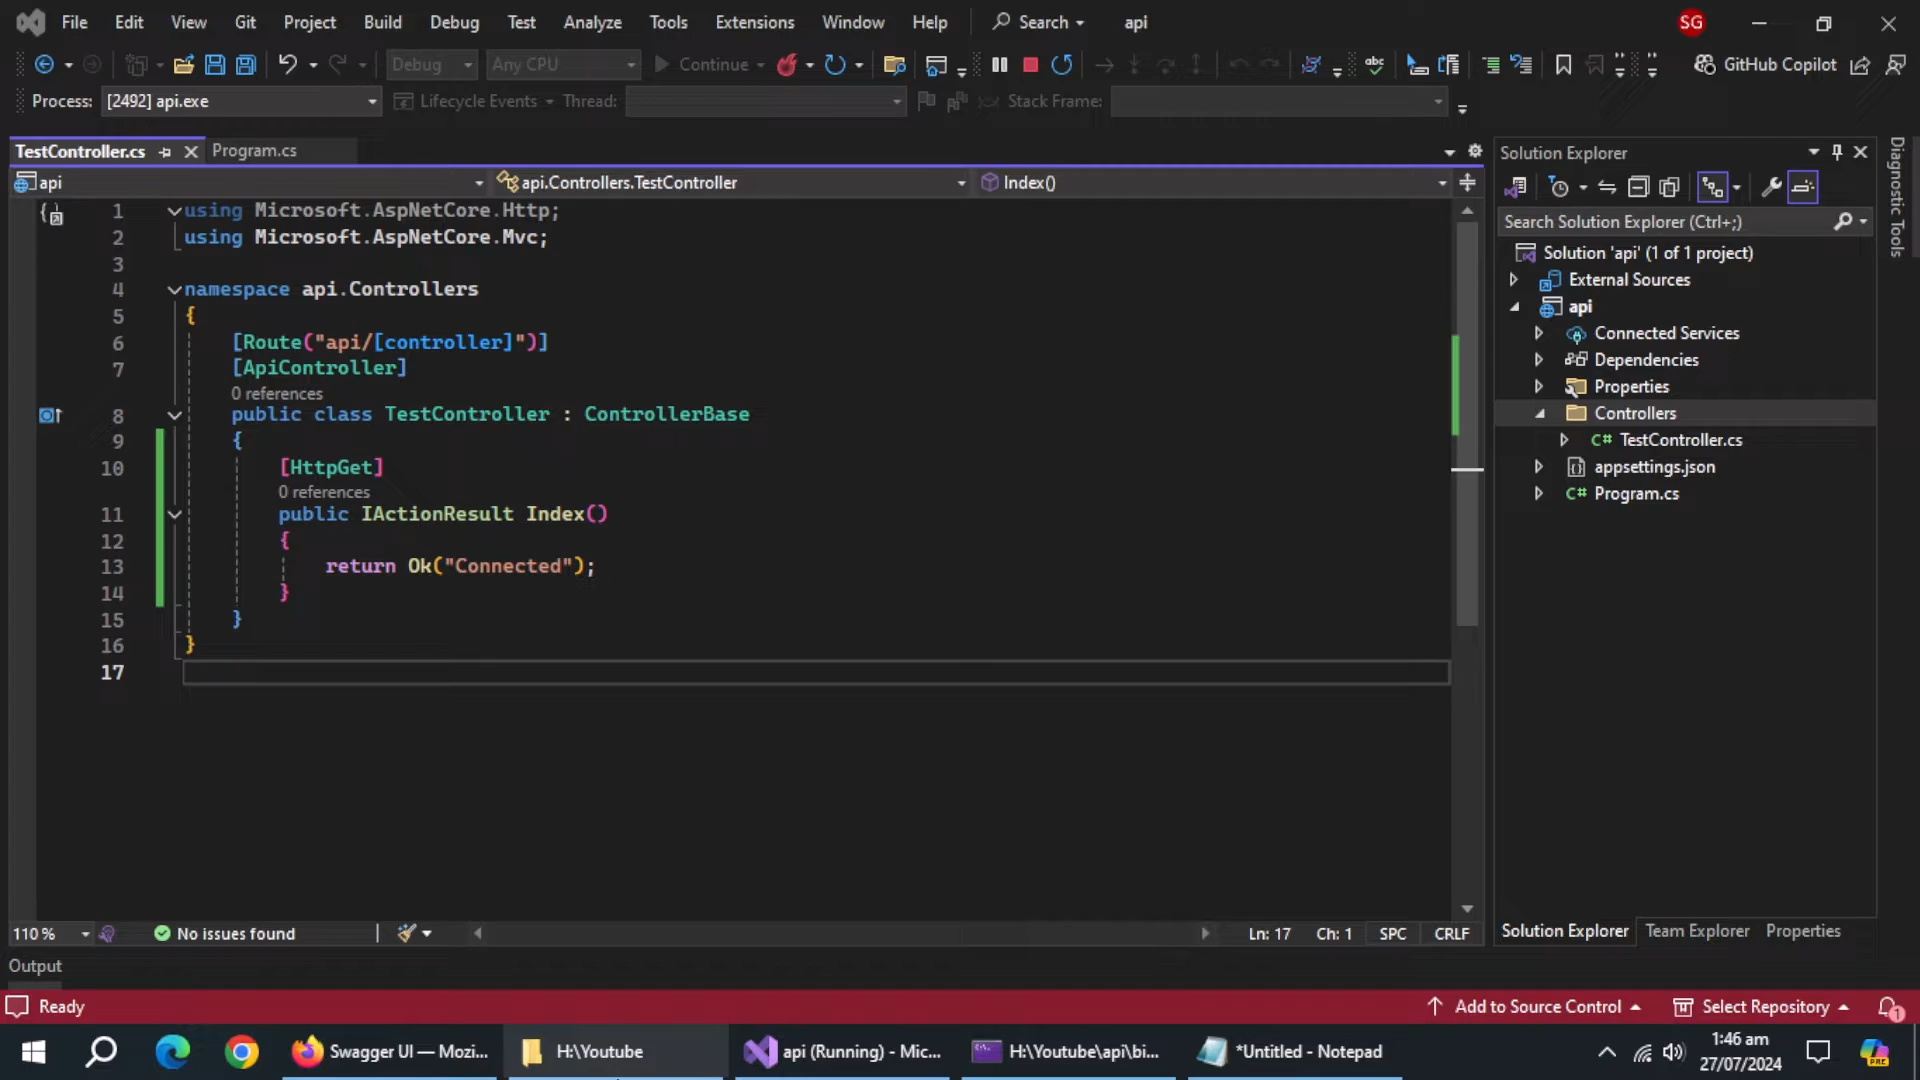 File Edit View Git Project Build Debug Test Analyze Tools Extensions Window Help Search api SG
Debug Any CPU Continue GitHub Copilot
Process: [2492] api.exe Lifecycle Events Thread: Stack Frame:
TestController.cs Program.cs
api api.Controllers.TestController Index()
1 using Microsoft.AspNetCore.Http;
2 using Microsoft.AspNetCore.Mvc;
3
4 namespace api.Controllers
5 {
6 [Route("api/[controller]")]
7 [ApiController]
0 references
8 public class TestController : ControllerBase
9 {
10 [HttpGet]
0 references
11 public IActionResult Index()
12 {
13 return Ok("Connected");
14 }
15 }
16 }
17
110 % No issues found Ln: 17 Ch: 1 SPC CRLF
Output
Solution Explorer
Search Solution Explorer (Ctrl+;)
Solution 'api' (1 of 1 project)
External Sources
api
Connected Services
Dependencies
Properties
Controllers
C# TestController.cs
appsettings.json
C# Program.cs
Solution Explorer Team Explorer Properties
Diagnostic Tools
Ready Add to Source Control Select Repository 1
Swagger UI — Mozi... H:\Youtube api (Running) - Mic... H:\Youtube\api\bi... *Untitled - Notepad
1:46 am
27/07/2024
PRE